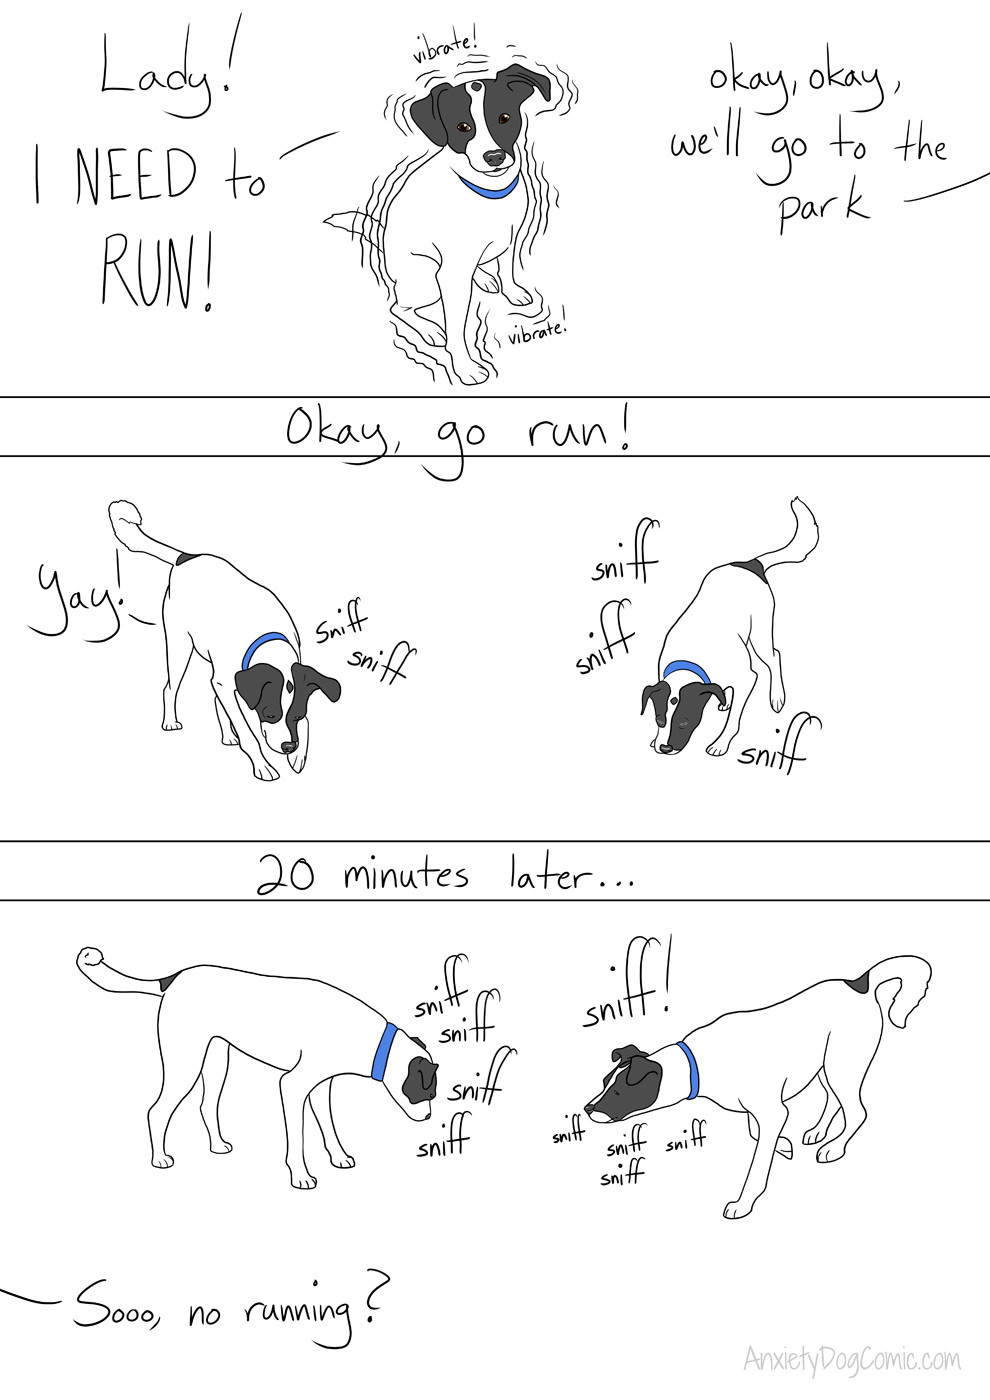 Lady!
I NEED to
RUN!
vibrate!
vibrate!
okay, okay,
we'll go to the
park
Okay, go run!
Yay!
sniff
sniff
sniff
sniff
sniff
20 minutes later...
sniff
sniff
sniff
sniff
sniff!
sniff
sniff
sniff
sniff
Sooo, no running?
AnxietyDogComic.com